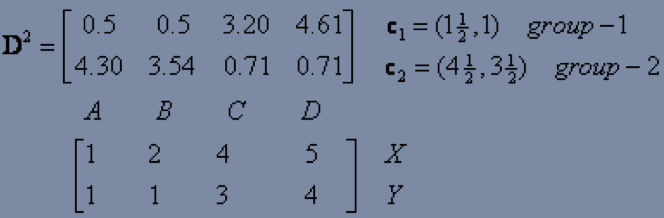 D² = [0.5 0.5 3.20 4.61] c₁ = (1½,1) group−1
[4.30 3.54 0.71 0.71] c₂ = (4½,3½) group−2
A B C D
[1 2 4 5] X
[1 1 3 4] Y